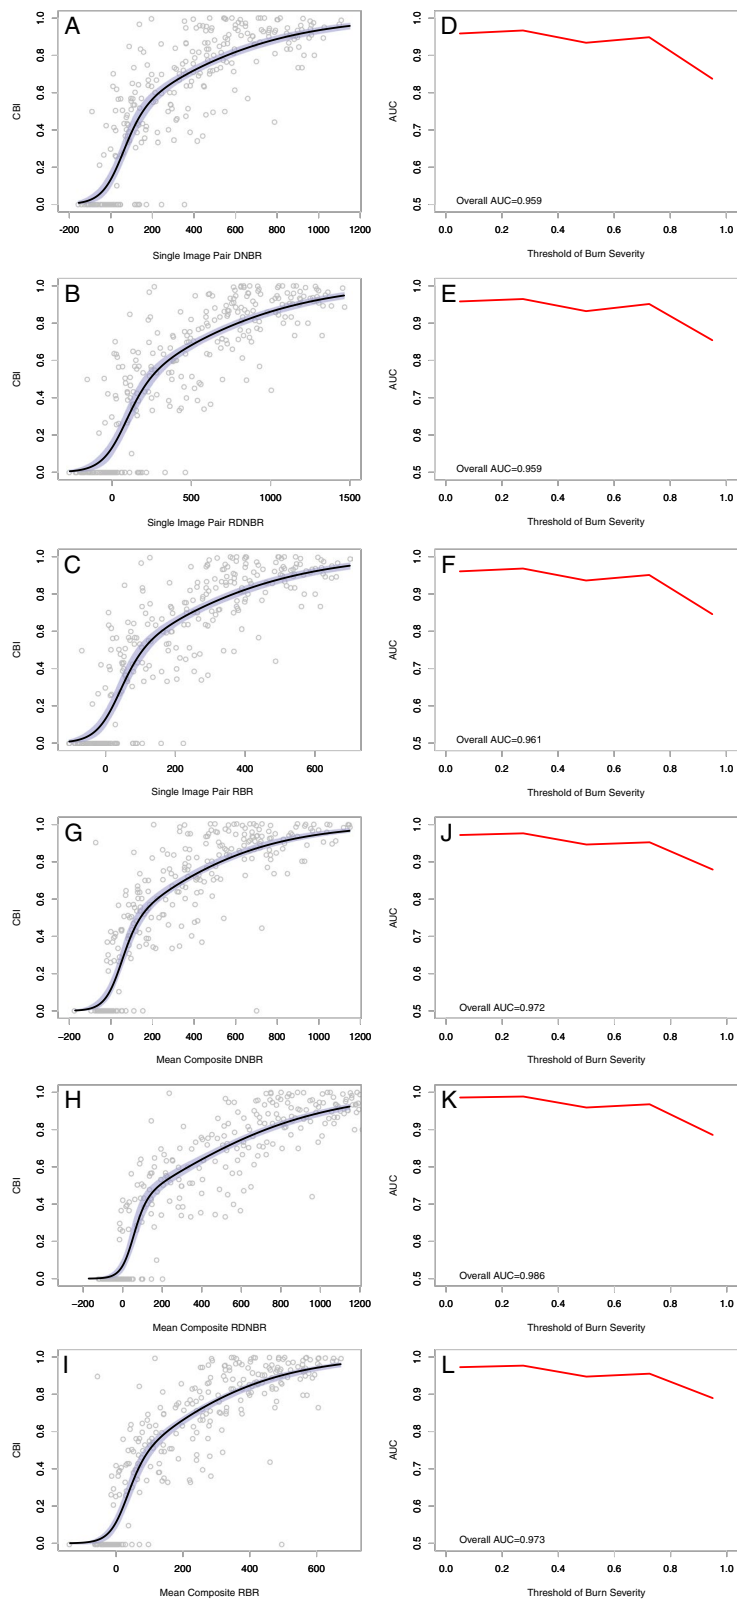 A
CBI
1.0
0.8
0.6
0.4
0.2
0.0
-200 0 200 400 600 800 1000 1200
Single Image Pair DNBR
D
AUC
1.0
0.9
0.8
0.7
0.6
0.5
Overall AUC=0.959
0.0 0.2 0.4 0.6 0.8 1.0
Threshold of Burn Severity
B
CBI
1.0
0.8
0.6
0.4
0.2
0.0
0 500 1000 1500
Single Image Pair RDNBR
E
AUC
1.0
0.9
0.8
0.7
0.6
0.5
Overall AUC=0.959
0.0 0.2 0.4 0.6 0.8 1.0
Threshold of Burn Severity
C
CBI
1.0
0.8
0.6
0.4
0.2
0.0
0 200 400 600
Single Image Pair RBR
F
AUC
1.0
0.9
0.8
0.7
0.6
0.5
Overall AUC=0.961
0.0 0.2 0.4 0.6 0.8 1.0
Threshold of Burn Severity
G
CBI
1.0
0.8
0.6
0.4
0.2
0.0
-200 0 200 400 600 800 1000 1200
Mean Composite DNBR
J
AUC
1.0
0.9
0.8
0.7
0.6
0.5
Overall AUC=0.972
0.0 0.2 0.4 0.6 0.8 1.0
Threshold of Burn Severity
H
CBI
1.0
0.8
0.6
0.4
0.2
0.0
-200 0 200 400 600 800 1000 1200
Mean Composite RDNBR
K
AUC
1.0
0.9
0.8
0.7
0.6
0.5
Overall AUC=0.986
0.0 0.2 0.4 0.6 0.8 1.0
Threshold of Burn Severity
I
CBI
1.0
0.8
0.6
0.4
0.2
0.0
0 200 400 600
Mean Composite RBR
L
AUC
1.0
0.9
0.8
0.7
0.6
0.5
Overall AUC=0.973
0.0 0.2 0.4 0.6 0.8 1.0
Threshold of Burn Severity